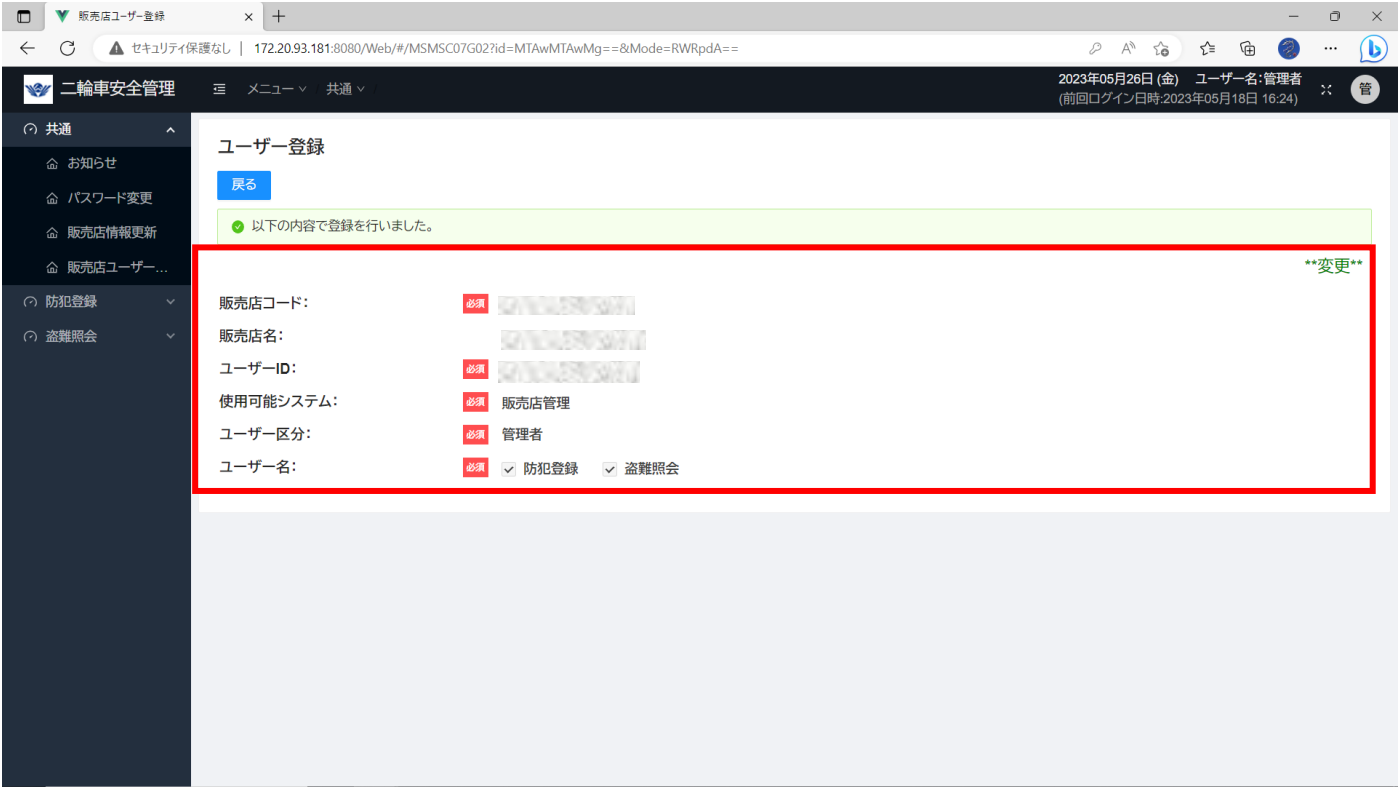 販売店ユーザー登録
セキュリティ保護なし | 172.20.93.181:8080/Web/#/MSMSC07G02?id=MTAwMTAwMg==&Mode=RWRpdA==
二輪車安全管理 メニュー 共通 2023年05月26日 (金) ユーザー名:管理者
(前回ログイン日時:2023年05月18日 16:24) 管
共通
お知らせ
パスワード変更
販売店情報更新
販売店ユーザー...
防犯登録
盗難照会
ユーザー登録
戻る
以下の内容で登録を行いました。
**変更**
販売店コード: 必須
販売店名:
ユーザーID: 必須
使用可能システム: 必須 販売店管理
ユーザー区分: 必須 管理者
ユーザー名: 必須 防犯登録 盗難照会